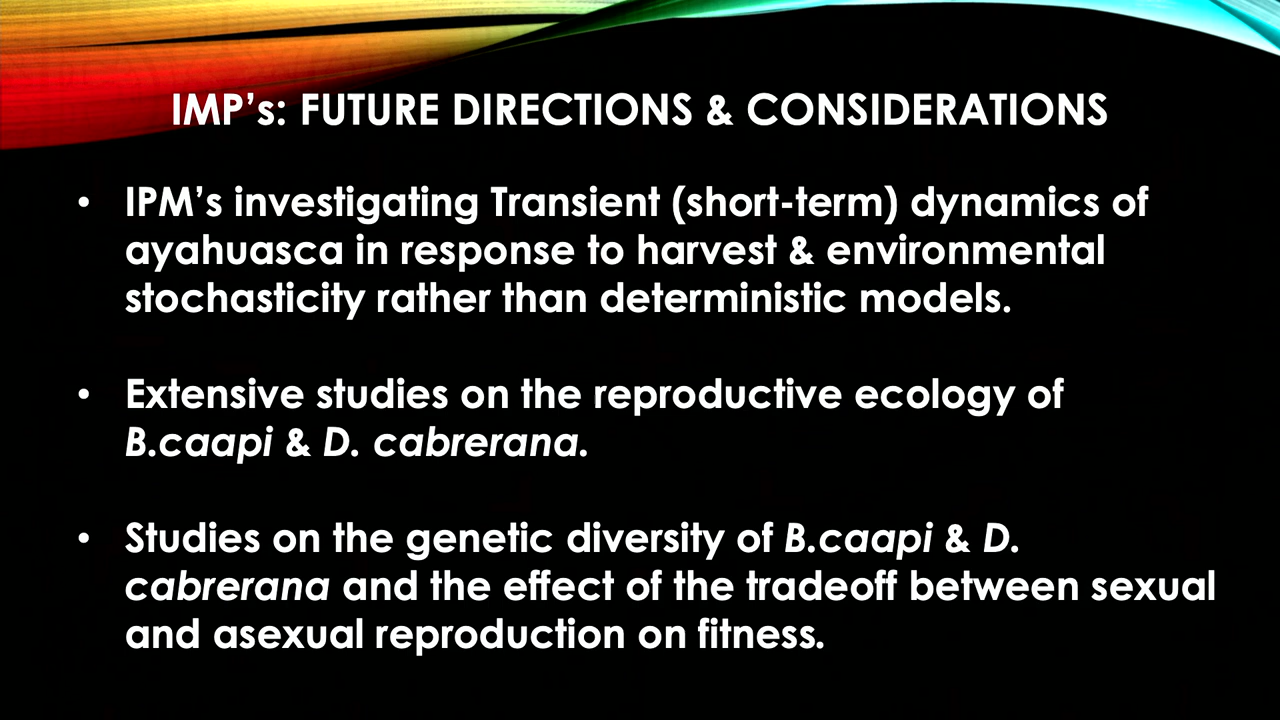 IMP’s: FUTURE DIRECTIONS & CONSIDERATIONS
• IPM’s investigating Transient (short-term) dynamics of
ayahuasca in response to harvest & environmental
stochasticity rather than deterministic models.
• Extensive studies on the reproductive ecology of
B.caapi & D. cabrerana.
• Studies on the genetic diversity of B.caapi & D.
cabrerana and the effect of the tradeoff between sexual
and asexual reproduction on fitness.